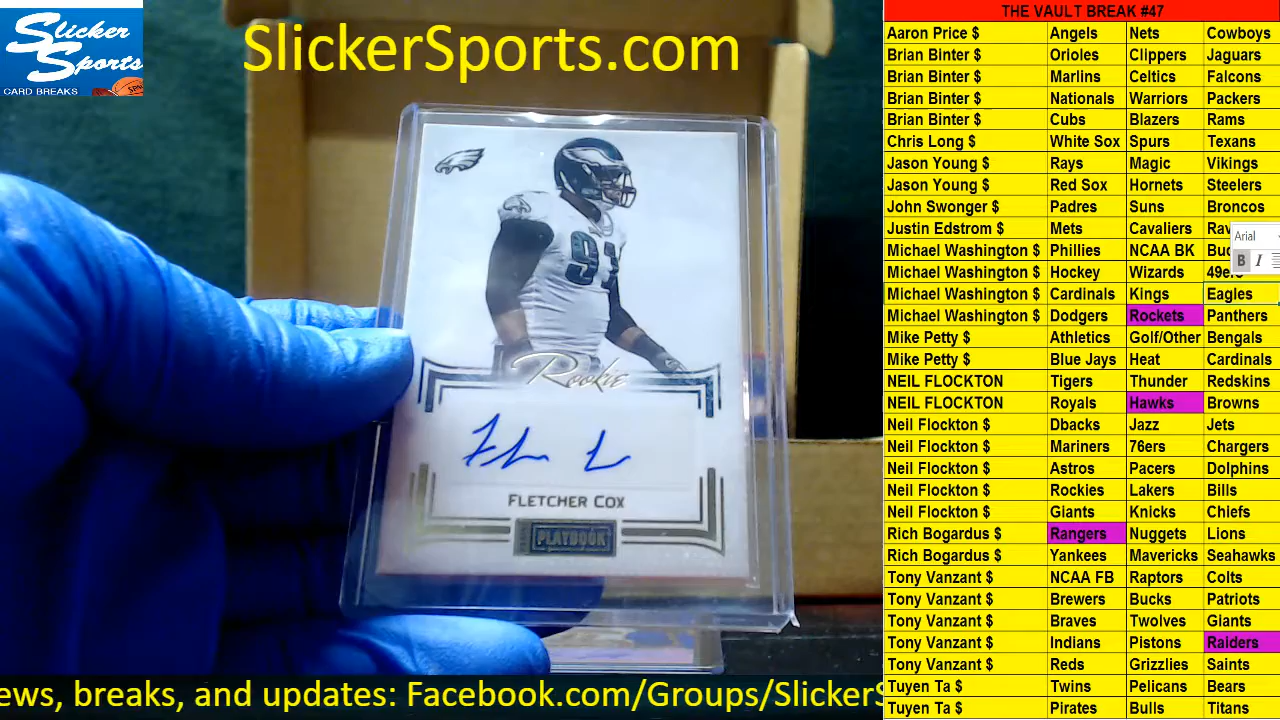 Slicker
Sports
CARD BREAKS
SlickerSports.com
91
Rookie
FLETCHER COX
PLAYBOOK
ews, breaks, and updates: Facebook.com/Groups/SlickerS
THE VAULT BREAK #47
Aaron Price $ Angels Nets Cowboys
Brian Binter $ Orioles Clippers Jaguars
Brian Binter $ Marlins Celtics Falcons
Brian Binter $ Nationals Warriors Packers
Brian Binter $ Cubs Blazers Rams
Chris Long $ White Sox Spurs Texans
Jason Young $ Rays Magic Vikings
Jason Young $ Red Sox Hornets Steelers
John Swonger $ Padres Suns Broncos
Justin Edstrom $ Mets Cavaliers Rav
Arial
Michael Washington $ Phillies NCAA BK Buc
B I
Michael Washington $ Hockey Wizards 49ers
Michael Washington $ Cardinals Kings Eagles
Michael Washington $ Dodgers Rockets Panthers
Mike Petty $ Athletics Golf/Other Bengals
Mike Petty $ Blue Jays Heat Cardinals
NEIL FLOCKTON Tigers Thunder Redskins
NEIL FLOCKTON Royals Hawks Browns
Neil Flockton $ Dbacks Jazz Jets
Neil Flockton $ Mariners 76ers Chargers
Neil Flockton $ Astros Pacers Dolphins
Neil Flockton $ Rockies Lakers Bills
Neil Flockton $ Giants Knicks Chiefs
Rich Bogardus $ Rangers Nuggets Lions
Rich Bogardus $ Yankees Mavericks Seahawks
Tony Vanzant $ NCAA FB Raptors Colts
Tony Vanzant $ Brewers Bucks Patriots
Tony Vanzant $ Braves Twolves Giants
Tony Vanzant $ Indians Pistons Raiders
Tony Vanzant $ Reds Grizzlies Saints
Tuyen Ta $ Twins Pelicans Bears
Tuyen Ta $ Pirates Bulls Titans